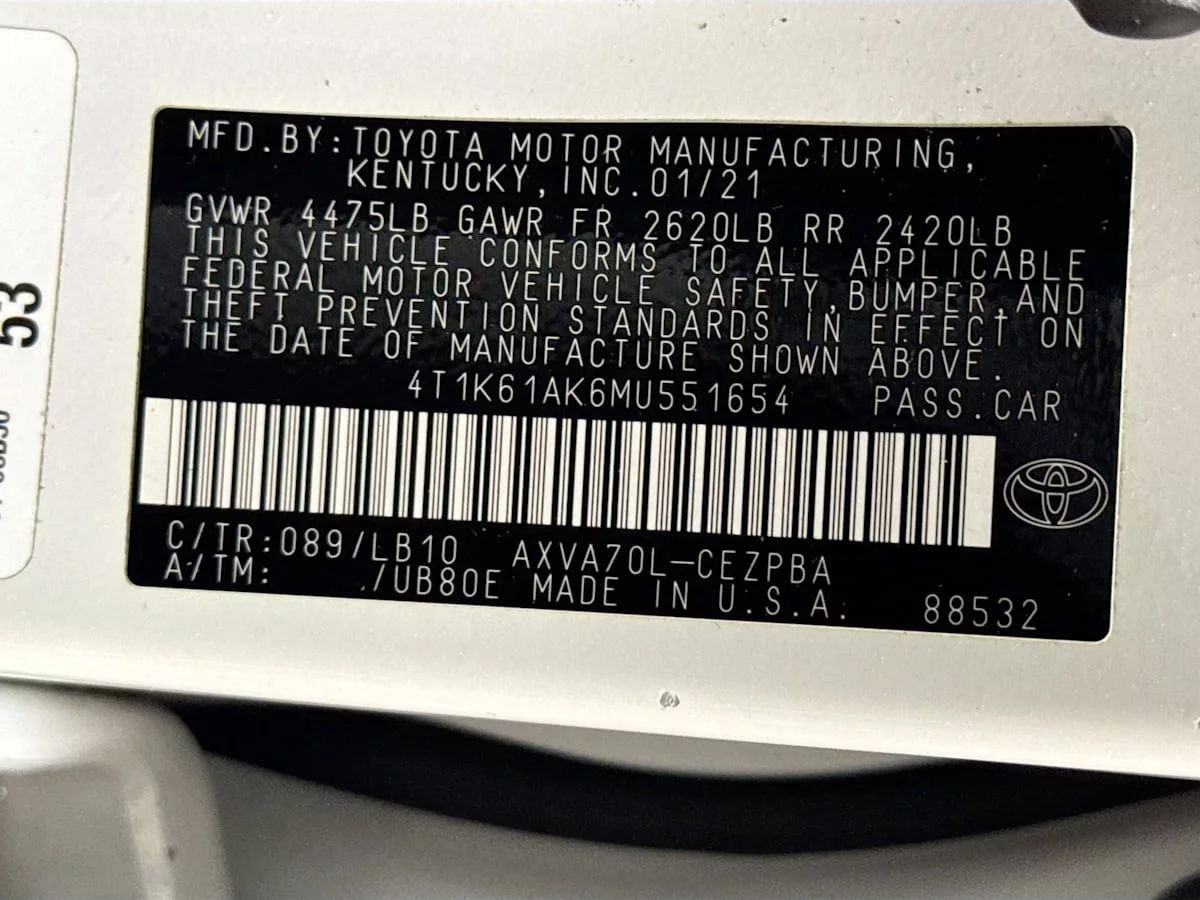 MFD.BY:TOYOTA MOTOR MANUFACTURING,
KENTUCKY,INC.01/21
GVWR 4475LB GAWR FR 2620LB RR 2420LB
THIS VEHICLE CONFORMS TO ALL APPLICABLE
FEDERAL MOTOR VEHICLE SAFETY,BUMPER,AND
THEFT PREVENTION STANDARDS IN EFFECT ON
THE DATE OF MANUFACTURE SHOWN ABOVE.
4T1K61AK6MU551654 PASS.CAR
C/TR:089/LB10 AXVA70L-CEZPBA
A/TM: /UB80E MADE IN U.S.A. 88532
53